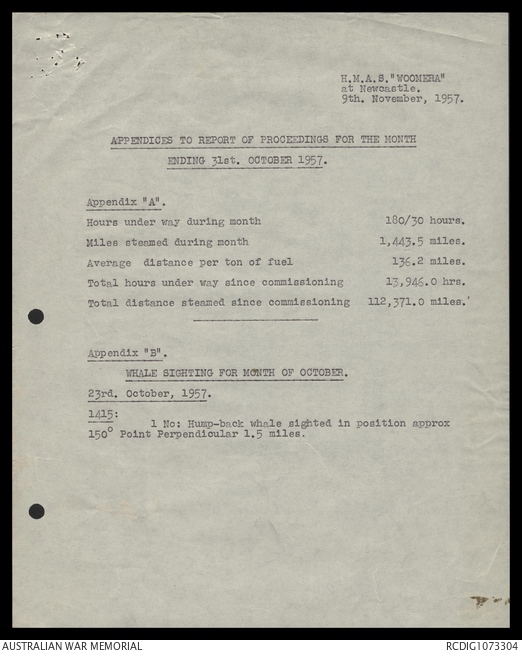 H.M.A.S."WOOMERA"
at Newcastle.
9th. November, 1957.
APPENDICES TO REPORT OF PROCEEDINGS FOR THE MONTH
ENDING 31st. OCTOBER 1957.
Appendix "A".
Hours under way during month 180/30 hours.
Miles steamed during month 1,443.5 miles.
Average distance per ton of fuel 136.2 miles.
Total hours under way since commissioning 13,946.0 hrs.
Total distance steamed since commissioning 112,371.0 miles.'
Appendix "B".
WHALE SIGHTING FOR MONTH OF OCTOBER.
23rd. October, 1957.
1415:
1 No: Hump-back whale sighted in position approx
150° Point Perpendicular 1.5 miles.
AUSTRALIAN WAR MEMORIAL RCDIG1073304